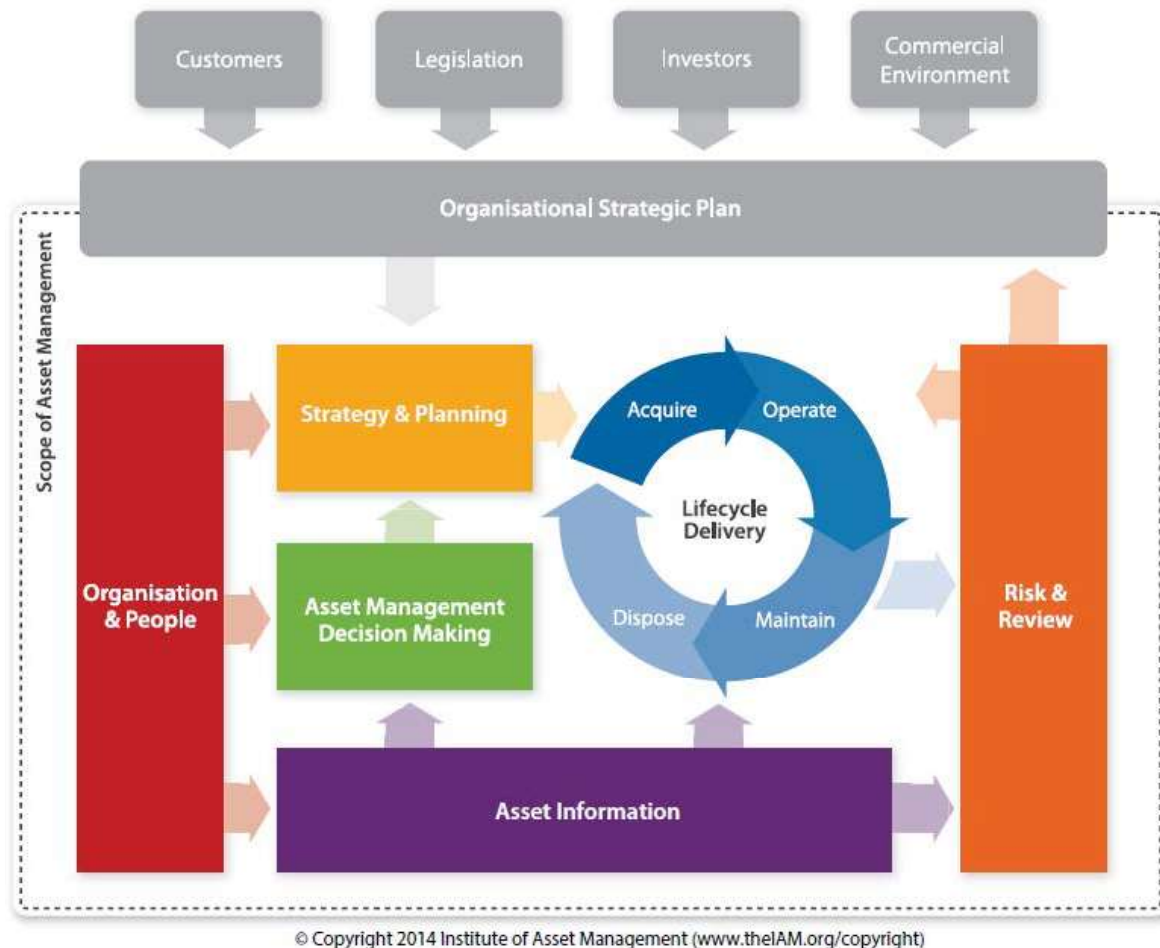 Customers
Legislation
Investors
Commercial
Environment
Organisational Strategic Plan
Scope of Asset Management
Organisation
& People
Strategy & Planning
Asset Management
Decision Making
Acquire
Operate
Lifecycle
Delivery
Dispose
Maintain
Risk &
Review
Asset Information
© Copyright 2014 Institute of Asset Management (www.theIAM.org/copyright)